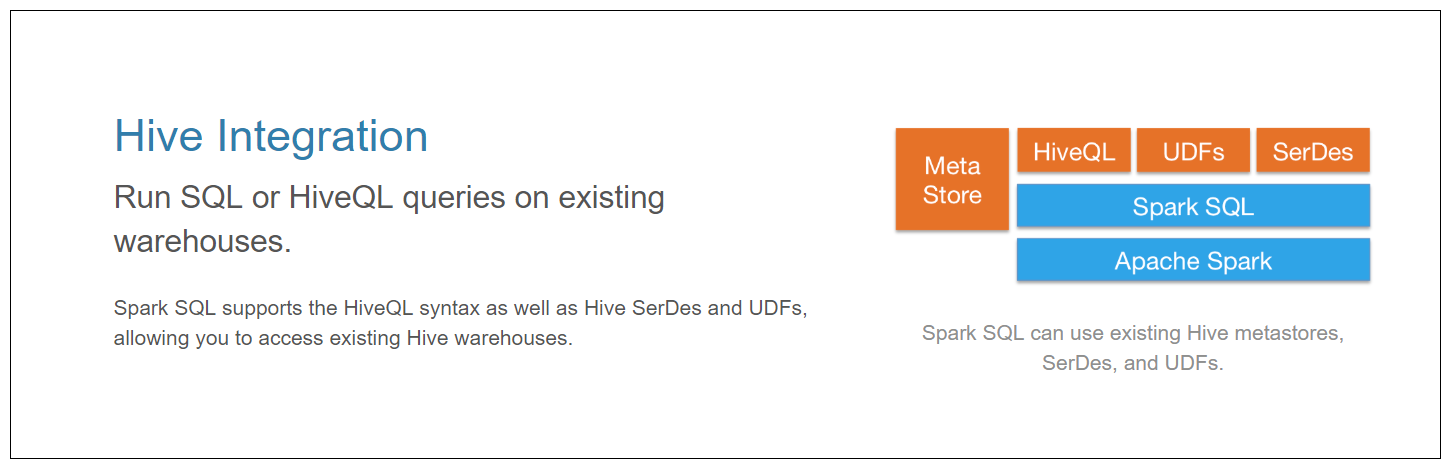 Hive Integration
Run SQL or HiveQL queries on existing
warehouses.
Spark SQL supports the HiveQL syntax as well as Hive SerDes and UDFs,
allowing you to access existing Hive warehouses.
Meta
Store
HiveQL
UDFs
SerDes
Spark SQL
Apache Spark
Spark SQL can use existing Hive metastores,
SerDes, and UDFs.